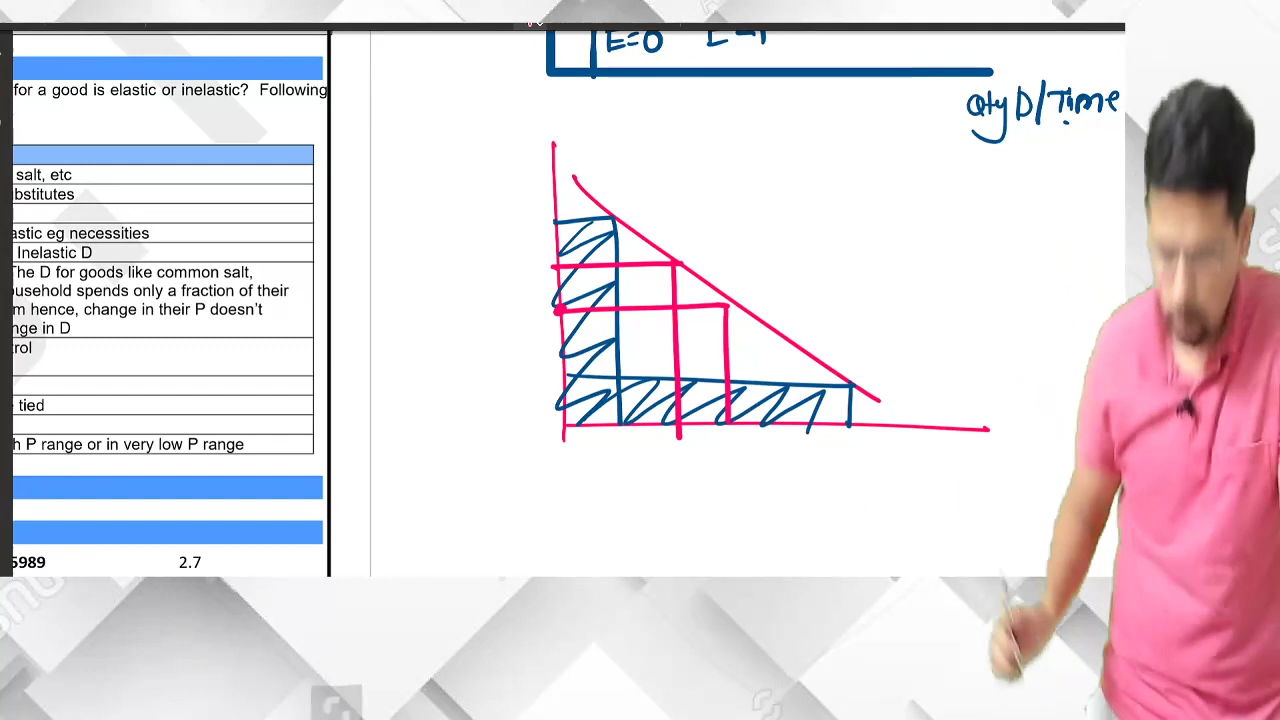 for a good is elastic or inelastic? Following
salt, etc
ubstitutes
astic eg necessities
Inelastic D
The D for goods like common salt,
ousehold spends only a fraction of their
m hence, change in their P doesn't
nge in D
trol
e tied
h P range or in very low P range
5989
2.7
E=0
Qty D/Time